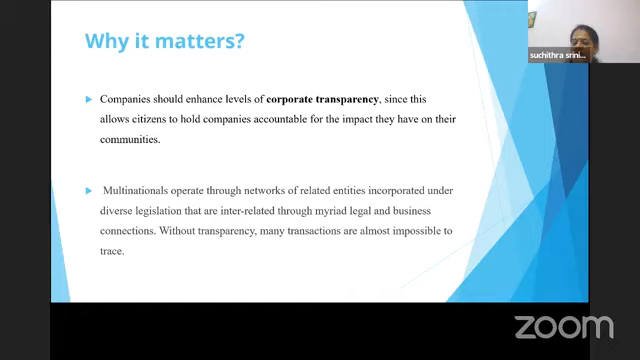 Why it matters?
suchithra srini...
Companies should enhance levels of corporate transparency, since this
allows citizens to hold companies accountable for the impact they have on their
communities.
Multinationals operate through networks of related entities incorporated under
diverse legislation that are inter-related through myriad legal and business
connections. Without transparency, many transactions are almost impossible to
trace.
zoom